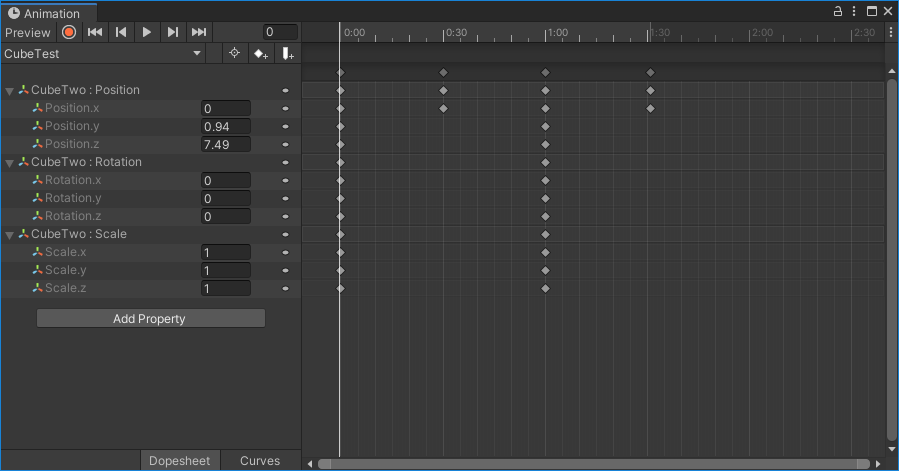 Animation
Preview 0 0:00 0:30 1:00 1:30 2:00 2:30
CubeTest
CubeTwo : Position
Position.x 0
Position.y 0.94
Position.z 7.49
CubeTwo : Rotation
Rotation.x 0
Rotation.y 0
Rotation.z 0
CubeTwo : Scale
Scale.x 1
Scale.y 1
Scale.z 1
Add Property
Dopesheet Curves